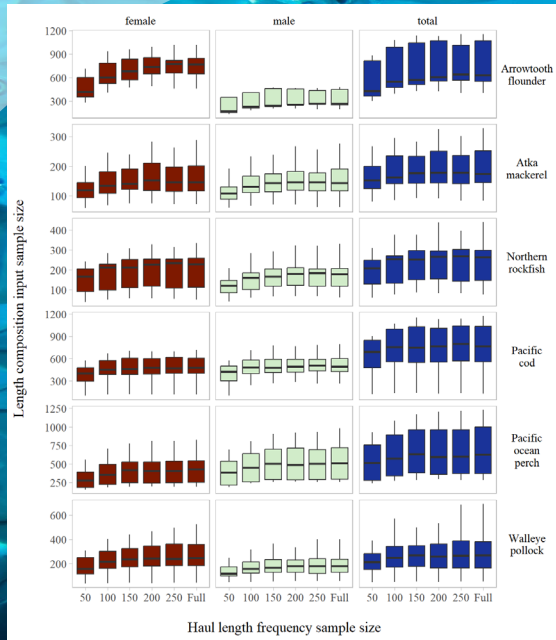 female male total
1200
900
600
300
Arrowtooth
flounder
300
200
100
Atka
mackerel
400
300
200
100
Northern
rockfish
1200
900
600
300
Pacific
cod
1250
1000
750
500
250
Pacific
ocean
perch
600
400
200
Walleye
pollock
50 100 150 200 250 Full 50 100 150 200 250 Full 50 100 150 200 250 Full
Length composition input sample size
Haul length frequency sample size